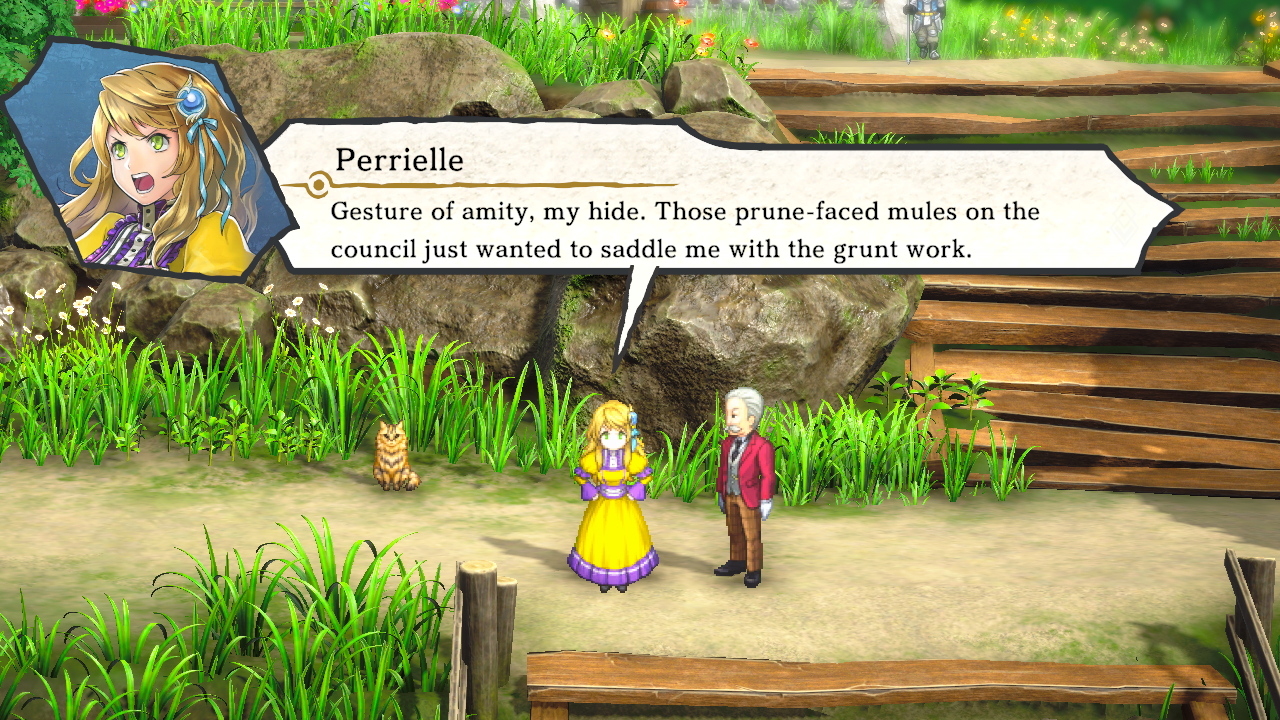 Perrielle
Gesture of amity, my hide. Those prune-faced mules on the
council just wanted to saddle me with the grunt work.